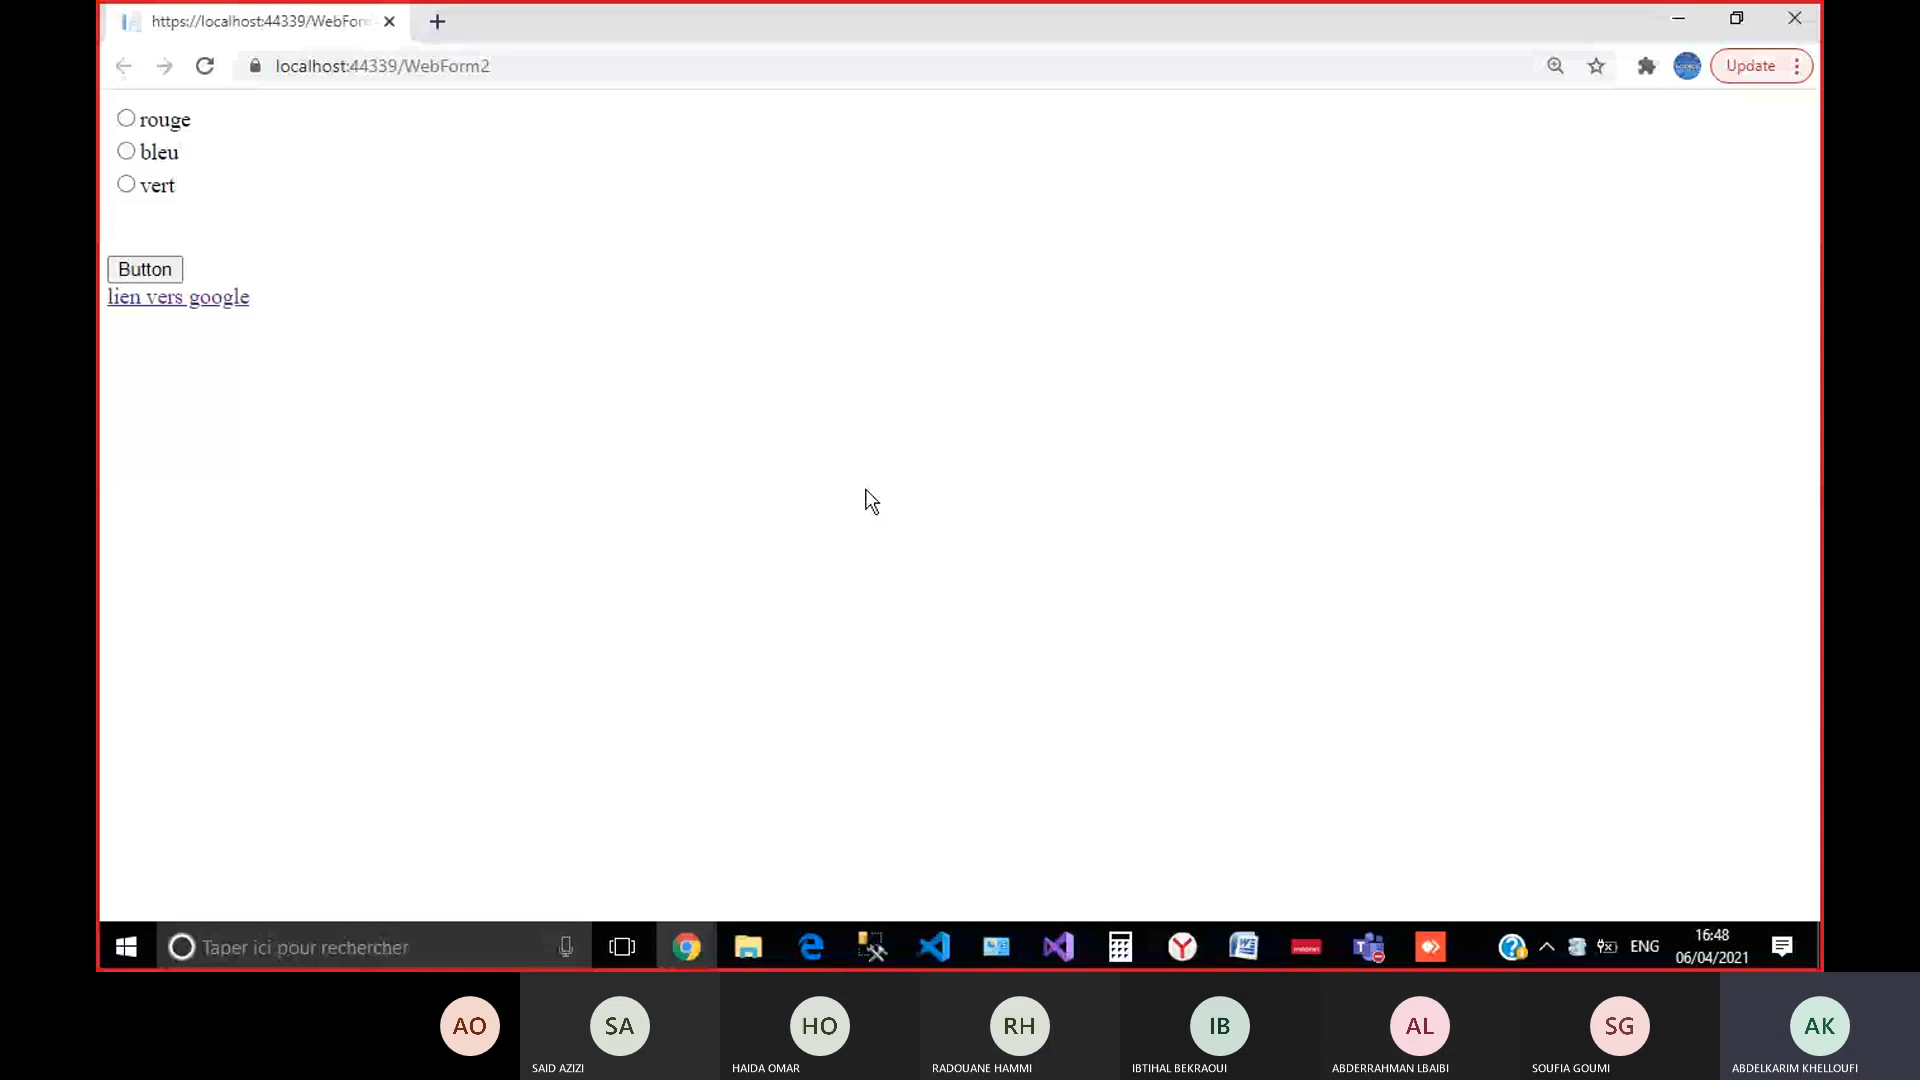 https://localhost:44339/WebForm
localhost:44339/WebForm2
Update
rouge
bleu
vert
Button
lien vers google
Taper ici pour rechercher
ENG
16:48
06/04/2021
AO
SA
HO
RH
IB
AL
SG
AK
SAID AZIZI
HAIDA OMAR
RADOUANE HAMMI
IBTIHAL BEKRAOUI
ABDERRAHMAN LBAIBI
SOUFIA GOUMI
ABDELKARIM KHELLOUFI